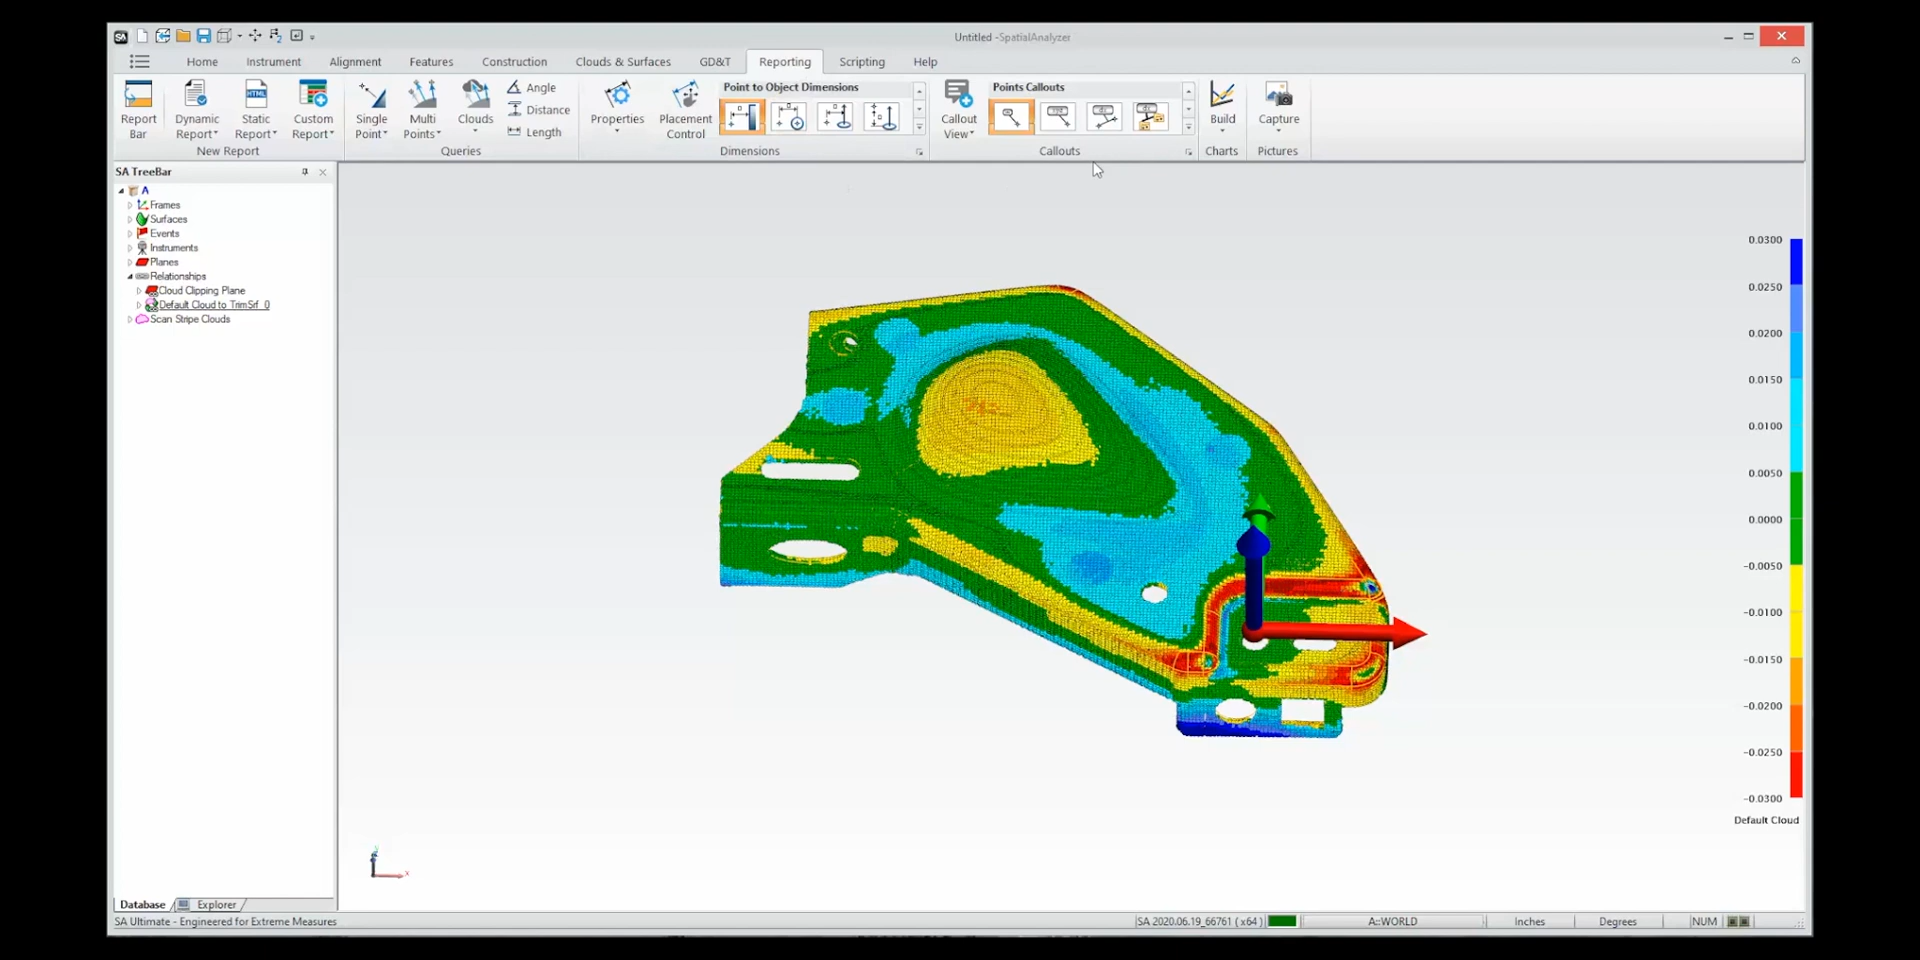 SA
Untitled -SpatialAnalyzer
Home Instrument Alignment Features Construction Clouds & Surfaces GD&T Reporting Scripting Help
Report Bar
Dynamic Report
Static Report
Custom Report
New Report
Single Point
Multi Points
Clouds
Angle
Distance
Length
Queries
Properties
Placement Control
Point to Object Dimensions
Dimensions
Callout View
Points Callouts
Callouts
Build
Charts
Capture
Pictures
SA TreeBar
A
Frames
Surfaces
Events
Instruments
Planes
Relationships
Cloud Clipping Plane
Default Cloud to TrimSrf_0
Scan Stripe Clouds
0.0300
0.0250
0.0200
0.0150
0.0100
0.0050
0.0000
-0.0050
-0.0100
-0.0150
-0.0200
-0.0250
-0.0300
Default Cloud
Database Explorer
SA Ultimate - Engineered for Extreme Measures
SA 2020.06.19_66761 ( x64 ) A::WORLD Inches Degrees NUM